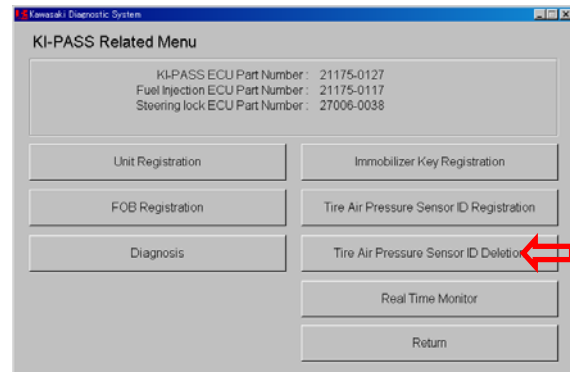 Kawasaki Diagnostic System
KI-PASS Related Menu
KI-PASS ECU Part Number : 21175-0127
Fuel Injection ECU Part Number : 21175-0117
Steering lock ECU Part Number : 27006-0038
Unit Registration
Immobilizer Key Registration
FOB Registration
Tire Air Pressure Sensor ID Registration
Diagnosis
Tire Air Pressure Sensor ID Deletion
Real Time Monitor
Return